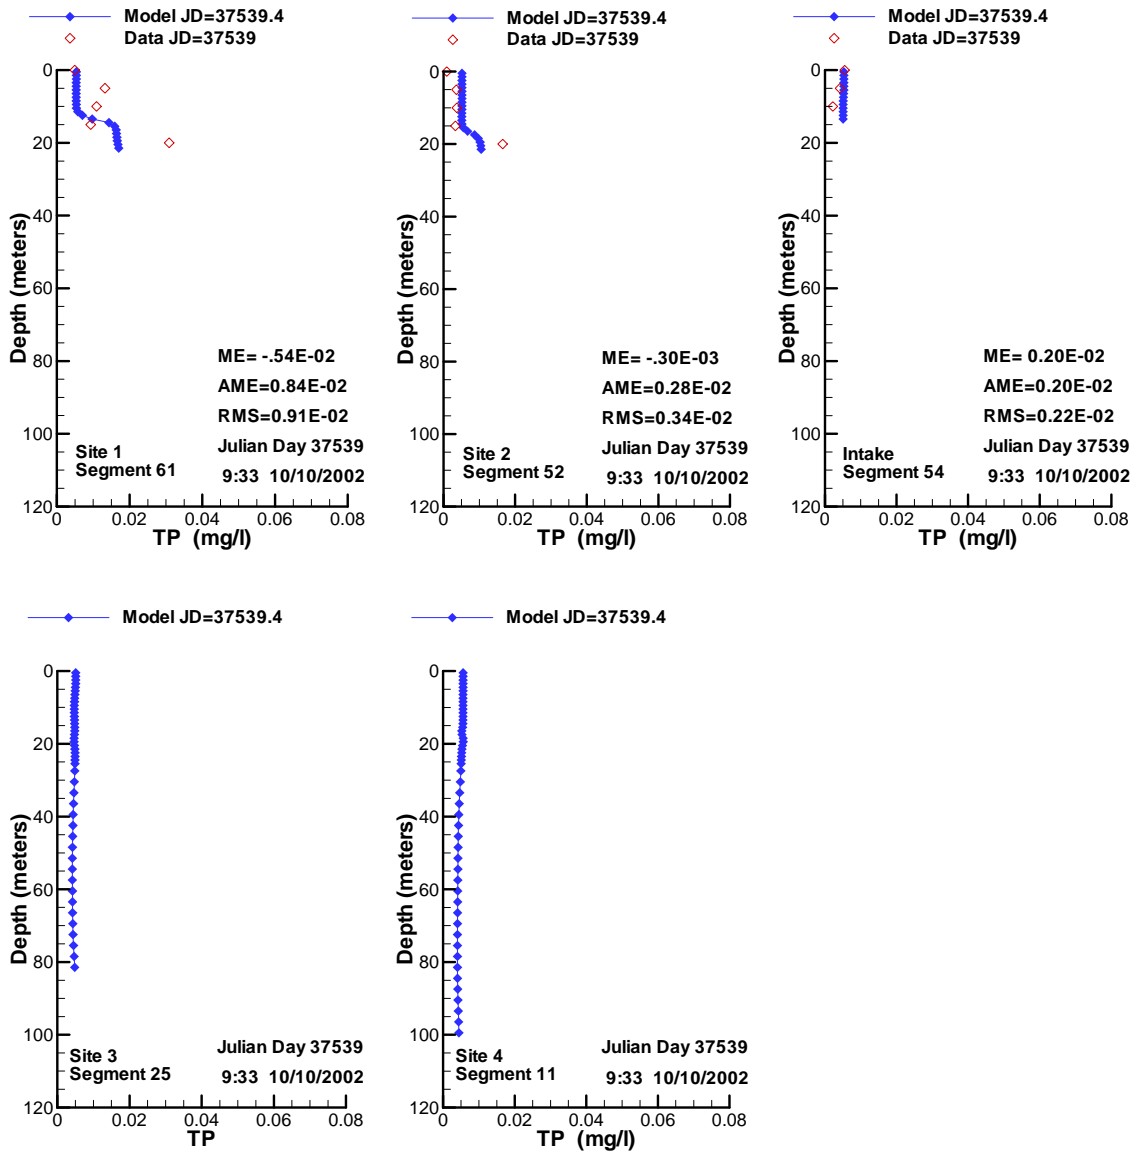 Model JD=37539.4
Data JD=37539
0
20
40
60
80
100
120
Depth (meters)
ME= -.54E-02
AME=0.84E-02
RMS=0.91E-02
Julian Day 37539
9:33 10/10/2002
Site 1
Segment 61
0 0.02 0.04 0.06 0.08
TP (mg/l)
Model JD=37539.4
Data JD=37539
0
20
40
60
80
100
120
Depth (meters)
ME= -.30E-03
AME=0.28E-02
RMS=0.34E-02
Julian Day 37539
9:33 10/10/2002
Site 2
Segment 52
0 0.02 0.04 0.06 0.08
TP (mg/l)
Model JD=37539.4
Data JD=37539
0
20
40
60
80
100
120
Depth (meters)
ME= 0.20E-02
AME=0.20E-02
RMS=0.22E-02
Julian Day 37539
9:33 10/10/2002
Intake
Segment 54
0 0.02 0.04 0.06 0.08
TP (mg/l)
Model JD=37539.4
0
20
40
60
80
100
120
Depth (meters)
Julian Day 37539
9:33 10/10/2002
Site 3
Segment 25
0 0.02 0.04 0.06 0.08
TP
Model JD=37539.4
0
20
40
60
80
100
120
Depth (meters)
Julian Day 37539
9:33 10/10/2002
Site 4
Segment 11
0 0.02 0.04 0.06 0.08
TP (mg/l)